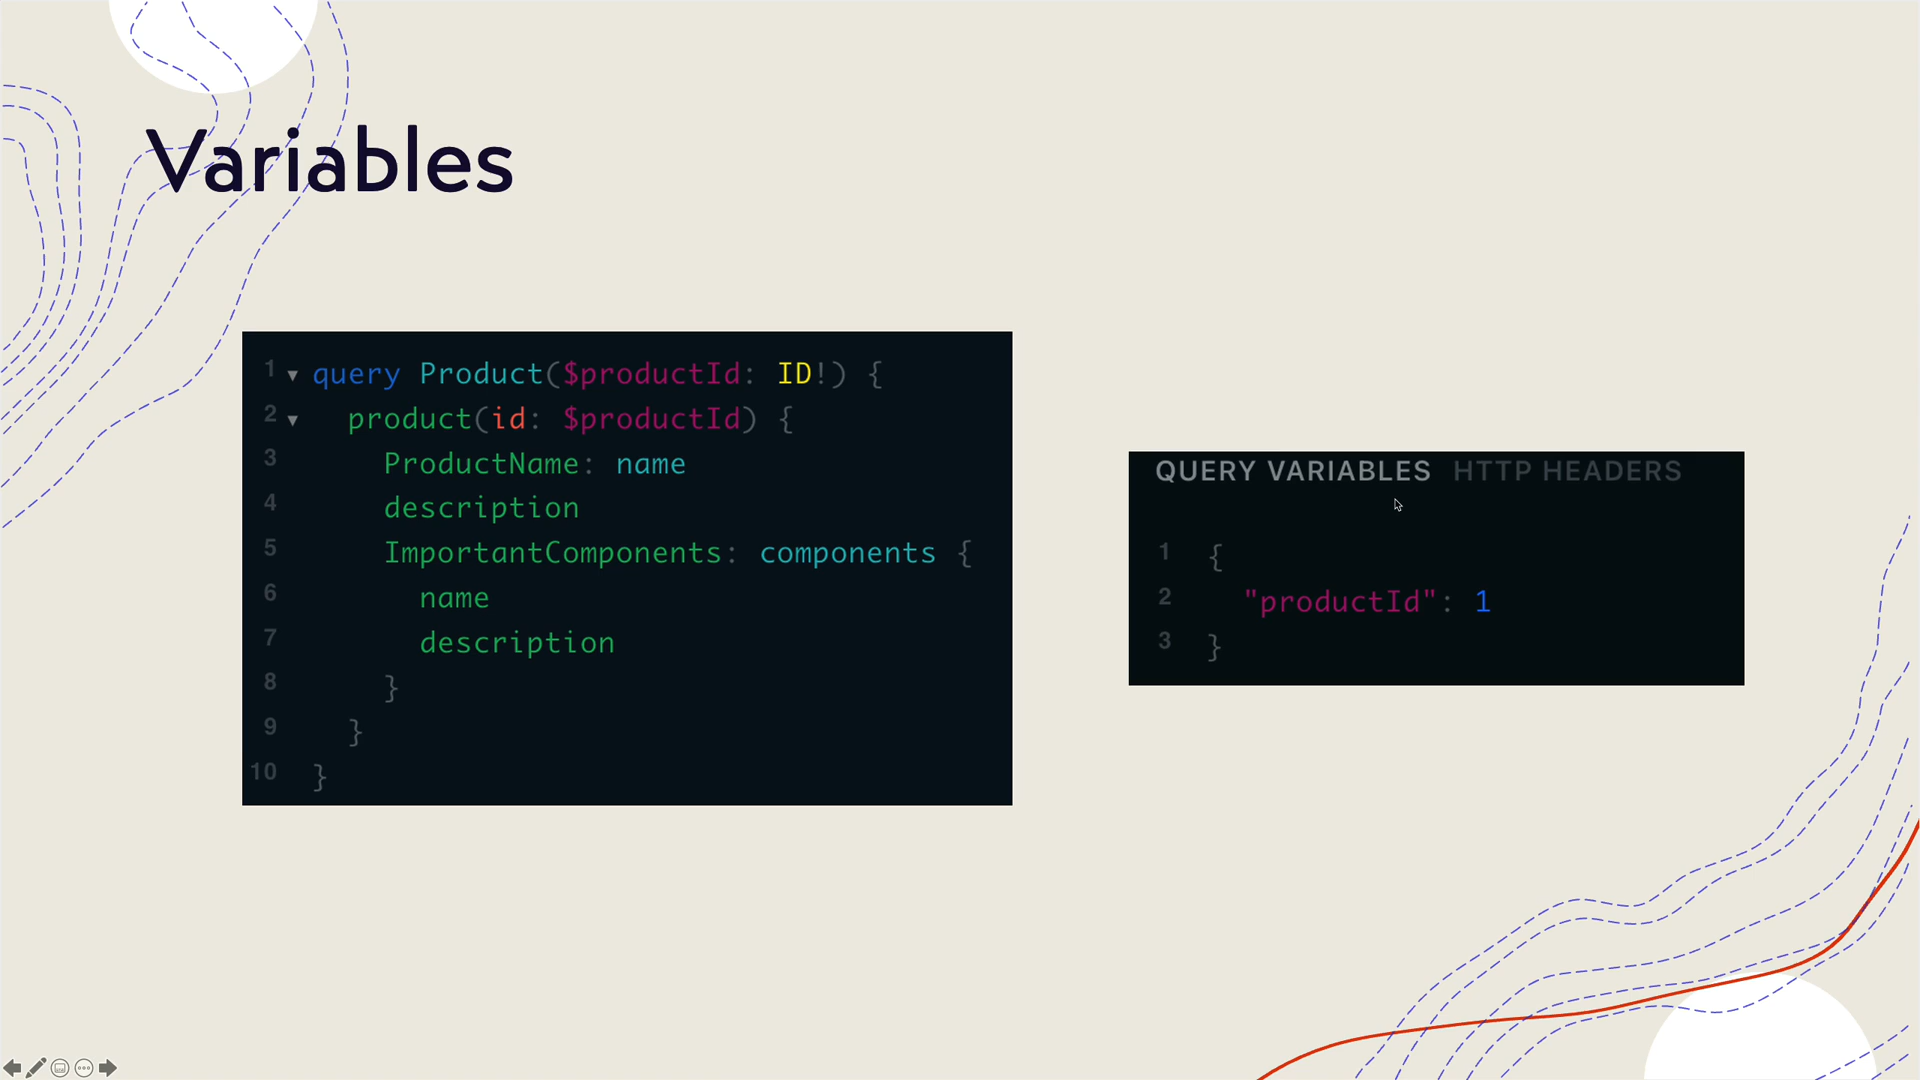 Variables
1 ▼ query Product($productId: ID!) {
2 ▼ product(id: $productId) {
3 ProductName: name
4 description
5 ImportantComponents: components {
6 name
7 description
8 }
9 }
10 }
QUERY VARIABLES HTTP HEADERS
1 {
2 "productId": 1
3 }